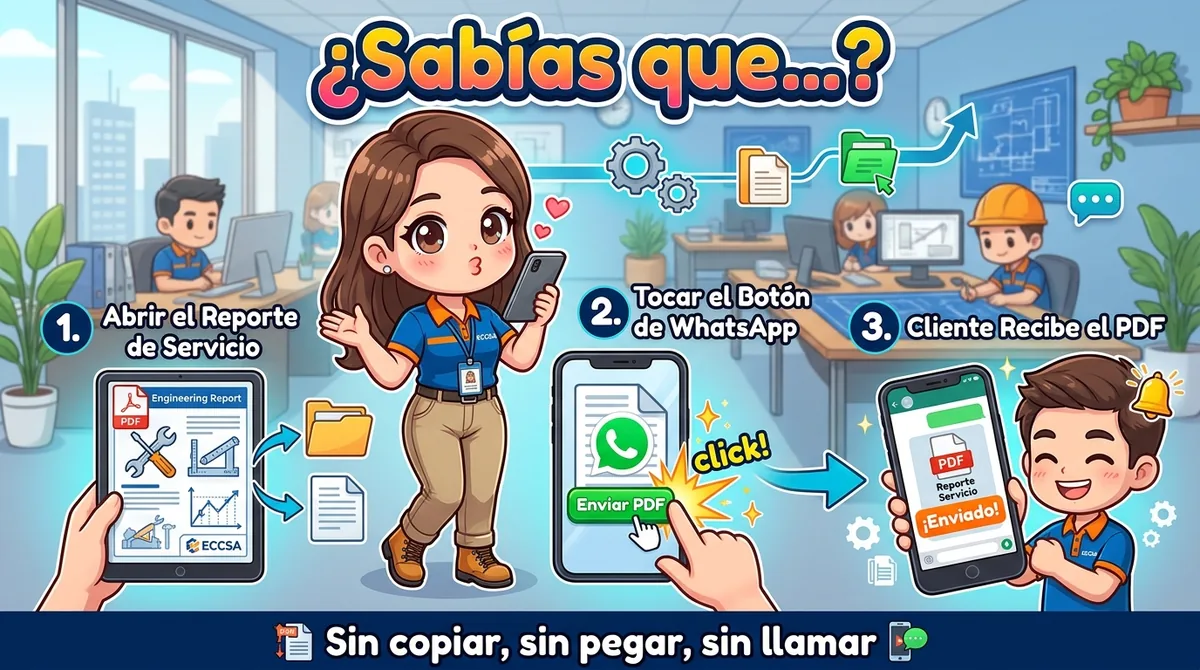 ¿Sabías que...?
1.
Abrir el Reporte
de Servicio
2.
Tocar el Botón
de WhatsApp
3.
Cliente Recibe el PDF
ECCSA
PDF
Engineering Report
ECCSA
Enviar PDF
click!
PDF
Reporte
Servicio
¡Enviado!
Sin copiar, sin pegar, sin llamar